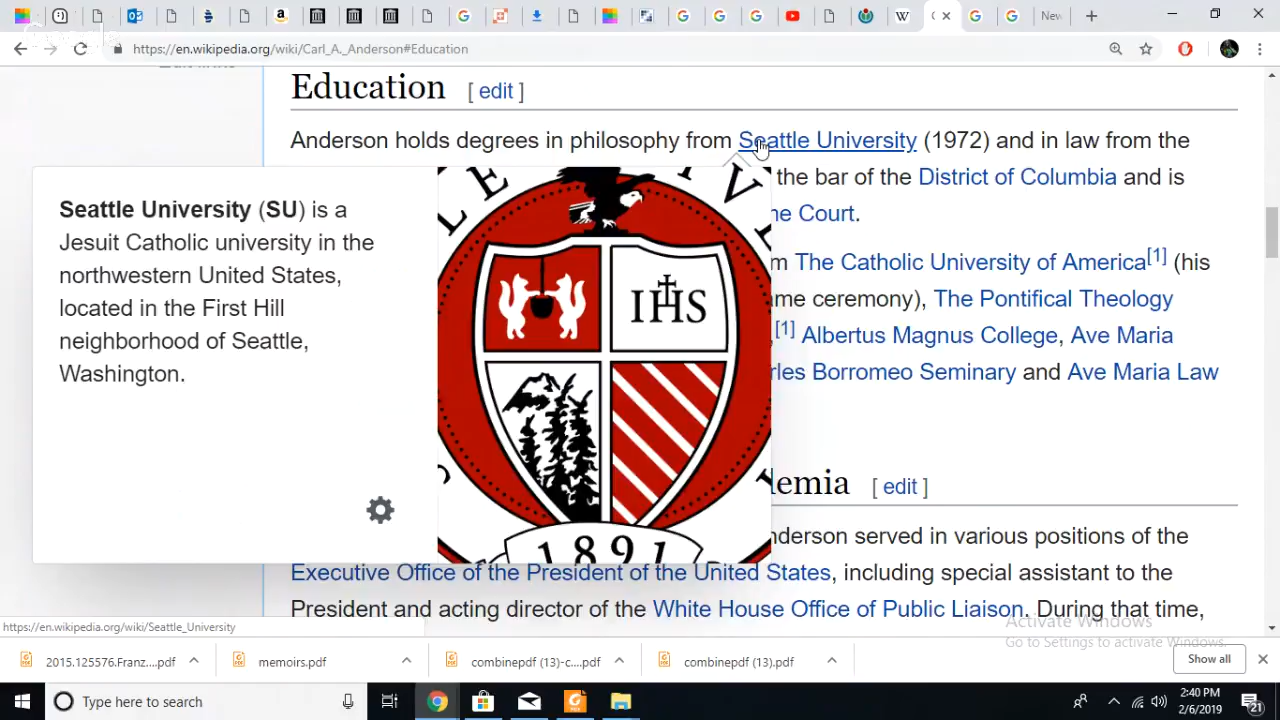 New
https://en.wikipedia.org/wiki/Carl_A._Anderson#Education
Education [ edit ]
Anderson holds degrees in philosophy from Seattle University (1972) and in law from the
the bar of the District of Columbia and is
Court.
The Catholic University of America[1] (his
ceremony), The Pontifical Theology
[1] Albertus Magnus College, Ave Maria
Borromeo Seminary and Ave Maria Law
Seattle University (SU) is a
Jesuit Catholic university in the
northwestern United States,
located in the First Hill
neighborhood of Seattle,
Washington.
IHS
1891
[ edit ]
served in various positions of the
Executive Office of the President of the United States, including special assistant to the
President and acting director of the White House Office of Public Liaison. During that time,
https://en.wikipedia.org/wiki/Seattle_University
Activate Windows
Go to Settings to activate Windows.
2015.125576.Franz....pdf
memoirs.pdf
combinepdf (13)-c....pdf
combinepdf (13).pdf
Show all
Type here to search
2:40 PM
2/6/2019
21